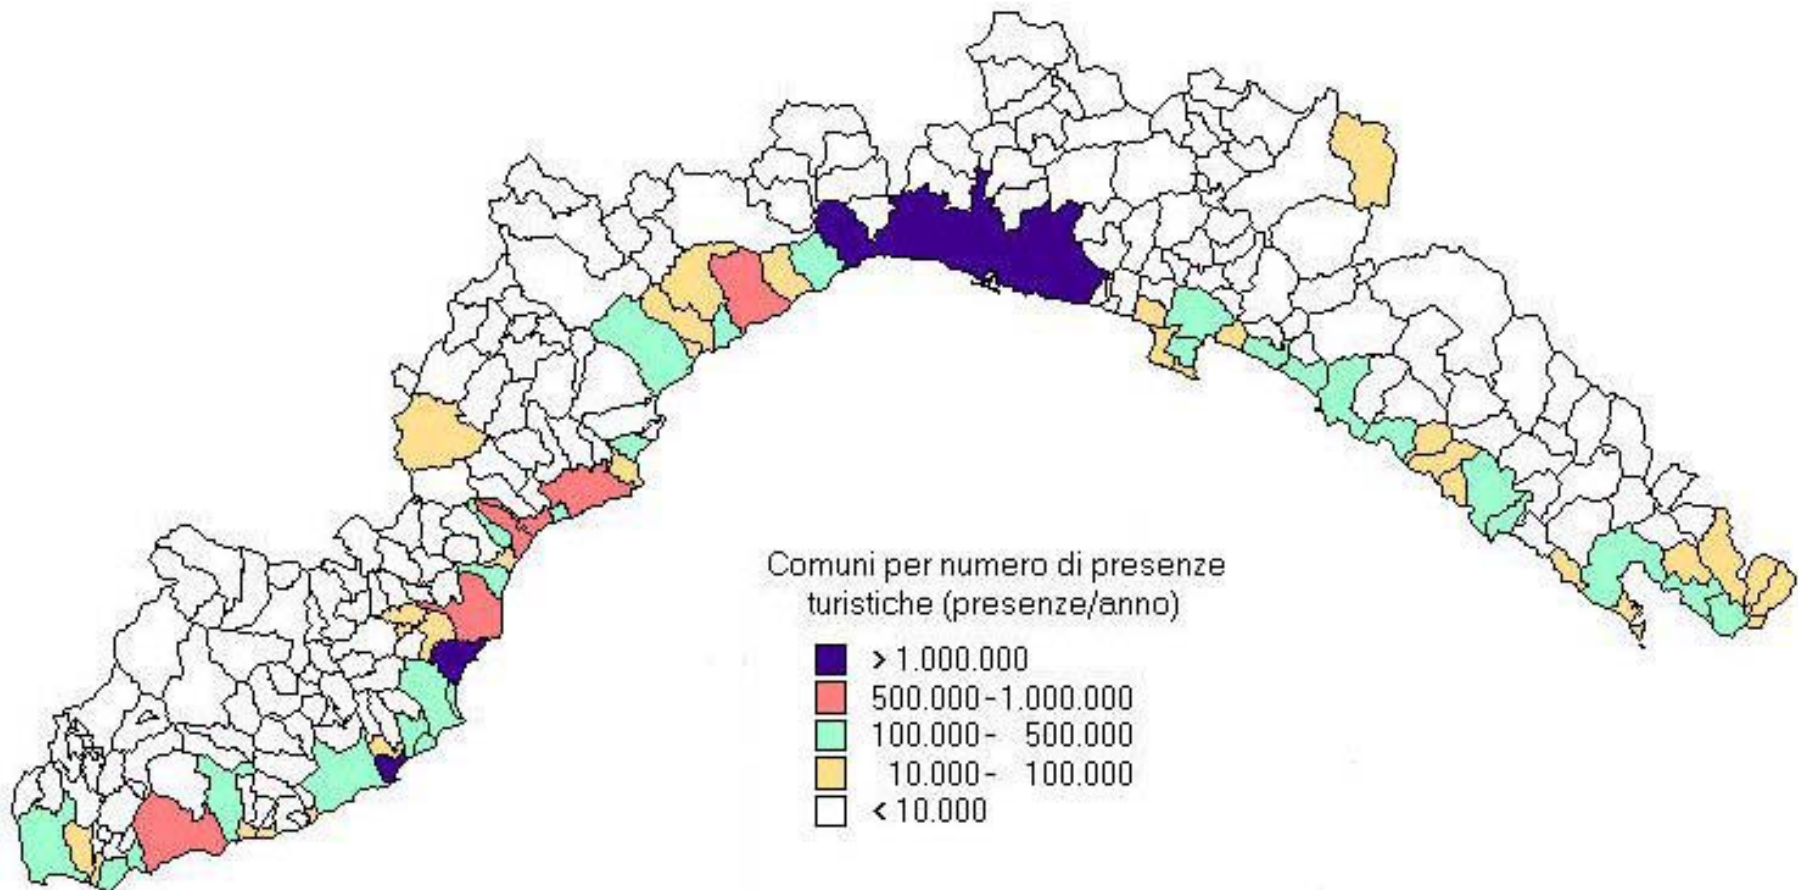 Comuni per numero di presenze
turistiche (presenze/anno)
> 1.000.000
500.000-1.000.000
100.000- 500.000
10.000- 100.000
< 10.000